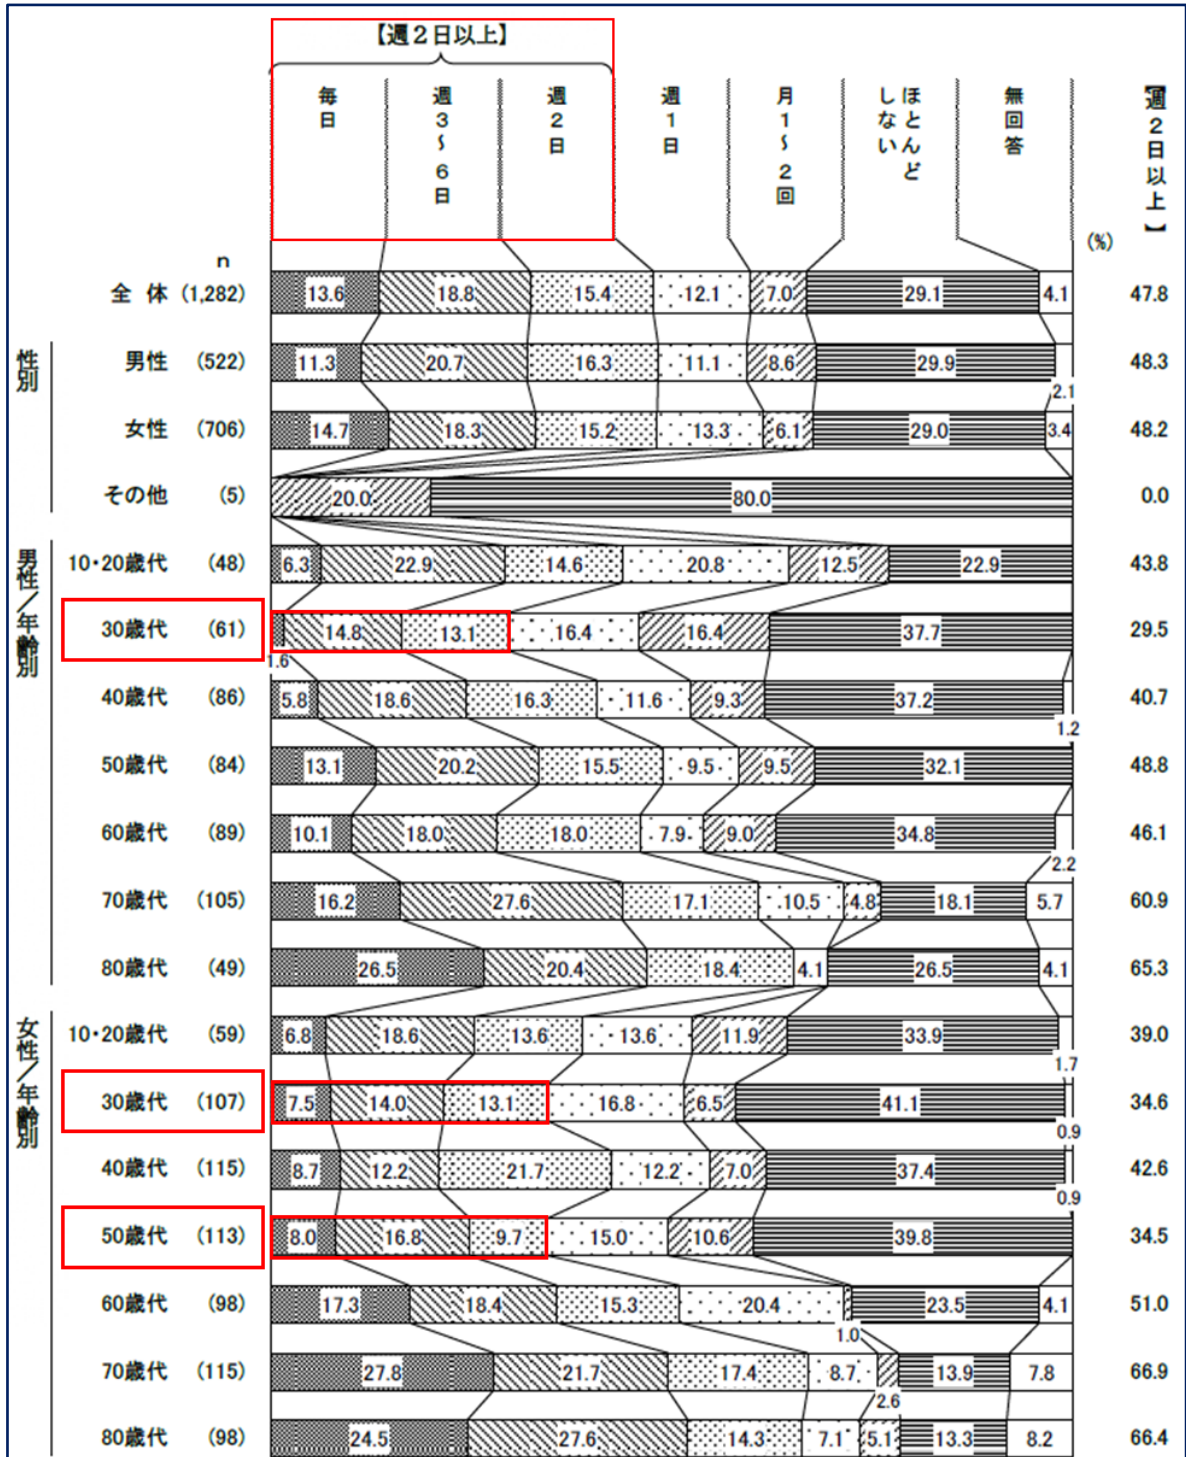 【週2日以上】
毎日
週3～6日
週2日
週1日
月1～2回
ほとんどしない
無回答
【週2日以上】
(%)
n
全体 (1,282) 13.6 18.8 15.4 12.1 7.0 29.1 4.1 47.8
性別
男性 (522) 11.3 20.7 16.3 11.1 8.6 29.9 2.1 48.3
女性 (706) 14.7 18.3 15.2 13.3 6.1 29.0 3.4 48.2
その他 (5) 20.0 80.0 0.0
男性／年齢別
10・20歳代 (48) 6.3 22.9 14.6 20.8 12.5 22.9 43.8
30歳代 (61) 1.6 14.8 13.1 16.4 16.4 37.7 29.5
40歳代 (86) 5.8 18.6 16.3 11.6 9.3 37.2 1.2 40.7
50歳代 (84) 13.1 20.2 15.5 9.5 9.5 32.1 48.8
60歳代 (89) 10.1 18.0 18.0 7.9 9.0 34.8 2.2 46.1
70歳代 (105) 16.2 27.6 17.1 10.5 4.8 18.1 5.7 60.9
80歳代 (49) 26.5 20.4 18.4 4.1 26.5 4.1 65.3
女性／年齢別
10・20歳代 (59) 6.8 18.6 13.6 13.6 11.9 33.9 1.7 39.0
30歳代 (107) 7.5 14.0 13.1 16.8 6.5 41.1 0.9 34.6
40歳代 (115) 8.7 12.2 21.7 12.2 7.0 37.4 0.9 42.6
50歳代 (113) 8.0 16.8 9.7 15.0 10.6 39.8 34.5
60歳代 (98) 17.3 18.4 15.3 20.4 1.0 23.5 4.1 51.0
70歳代 (115) 27.8 21.7 17.4 8.7 2.6 13.9 7.8 66.9
80歳代 (98) 24.5 27.6 14.3 7.1 5.1 13.3 8.2 66.4